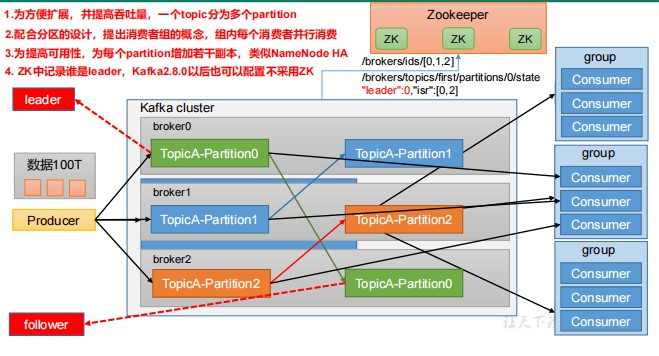 1.为方便扩展，并提高吞吐量，一个topic分为多个partition
2.配合分区的设计，提出消费者组的概念，组内每个消费者并行消费
3.为提高可用性，为每个partition增加若干副本，类似NameNode HA
4. ZK中记录谁是leader，Kafka2.8.0以后也可以配置不采用ZK
Zookeeper
ZK
ZK
ZK
/brokers/ids/[0,1,2]
/brokers/topics/first/partitions/0/state
"leader":0,"isr":[0,2]
leader
Kafka cluster
broker0
TopicA-Partition0
TopicA-Partition1
数据100T
Producer
broker1
TopicA-Partition1
TopicA-Partition2
broker2
TopicA-Partition2
TopicA-Partition0
follower
group
Consumer
Consumer
Consumer
group
Consumer
Consumer
Consumer
group
Consumer
Consumer
Consumer
让天下